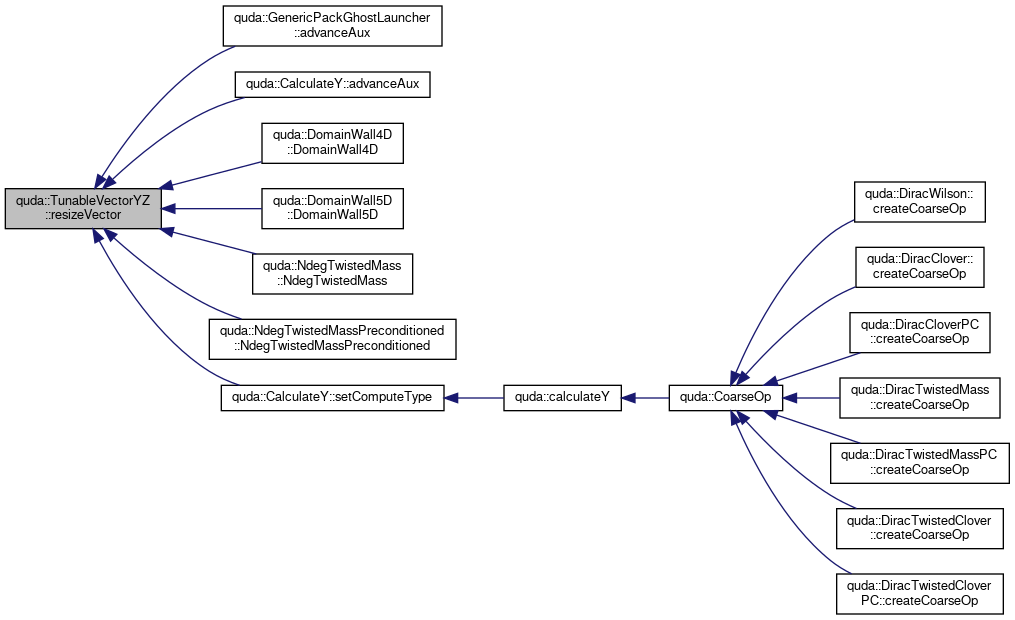 quda::GenericPackGhostLauncher
::advanceAux
quda::CalculateY::advanceAux
quda::DomainWall4D
::DomainWall4D
quda::TunableVectorYZ
::resizeVector
quda::DomainWall5D
::DomainWall5D
quda::NdegTwistedMass
::NdegTwistedMass
quda::NdegTwistedMassPreconditioned
::NdegTwistedMassPreconditioned
quda::CalculateY::setComputeType
quda::calculateY
quda::CoarseOp
quda::DiracWilson::
createCoarseOp
quda::DiracClover::
createCoarseOp
quda::DiracCloverPC
::createCoarseOp
quda::DiracTwistedMass
::createCoarseOp
quda::DiracTwistedMassPC
::createCoarseOp
quda::DiracTwistedClover
::createCoarseOp
quda::DiracTwistedClover
PC::createCoarseOp